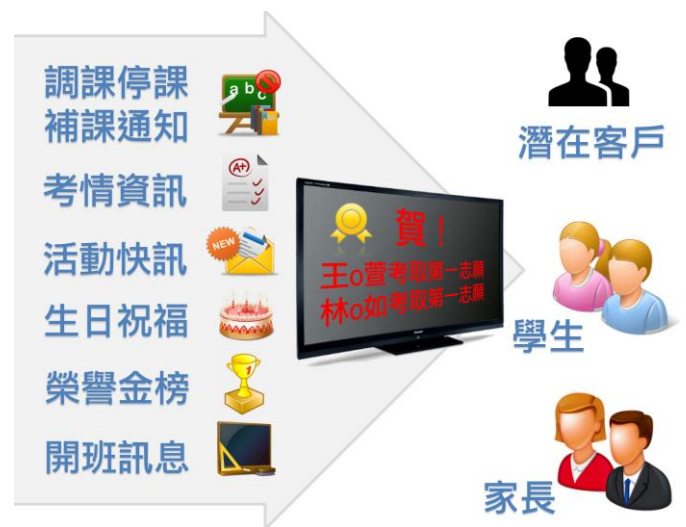 調課停課
補課通知
考情資訊
活動快訊
生日祝福
榮譽金榜
開班訊息
a b c
A+
NEW
1
賀！
王o萱考取第一志願
林o如考取第一志願
潛在客戶
學生
家長